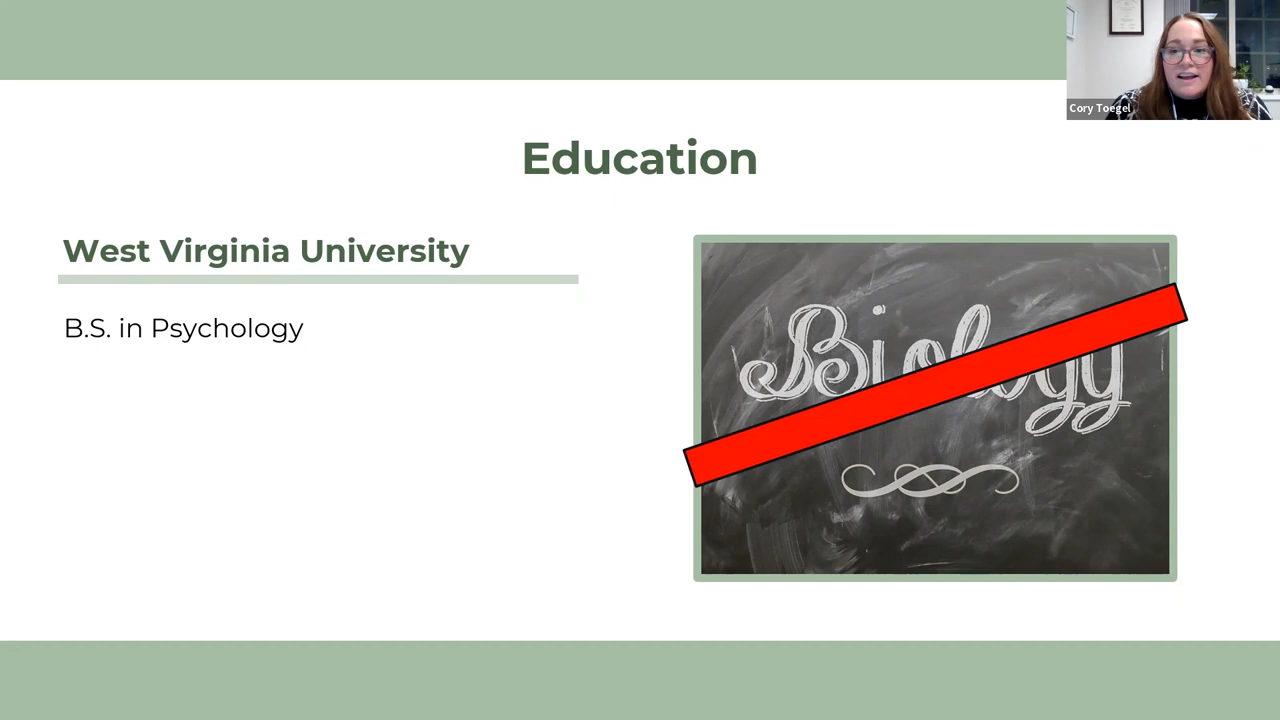 Cory Toegel
Education
West Virginia University
B.S. in Psychology
Biology